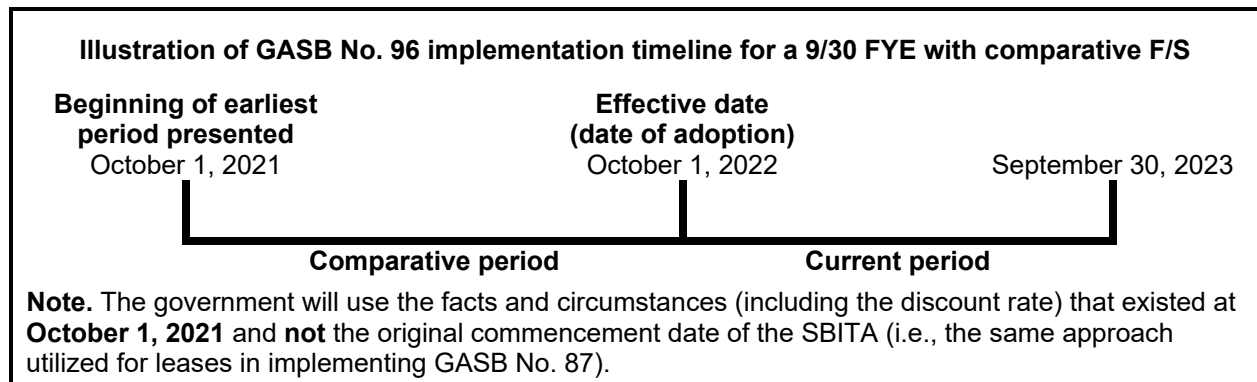 Illustration of GASB No. 96 implementation timeline for a 9/30 FYE with comparative F/S
Beginning of earliest
period presented
October 1, 2021
Effective date
(date of adoption)
October 1, 2022
September 30, 2023
Comparative period
Current period
Note. The government will use the facts and circumstances (including the discount rate) that existed at
October 1, 2021 and not the original commencement date of the SBITA (i.e., the same approach
utilized for leases in implementing GASB No. 87).